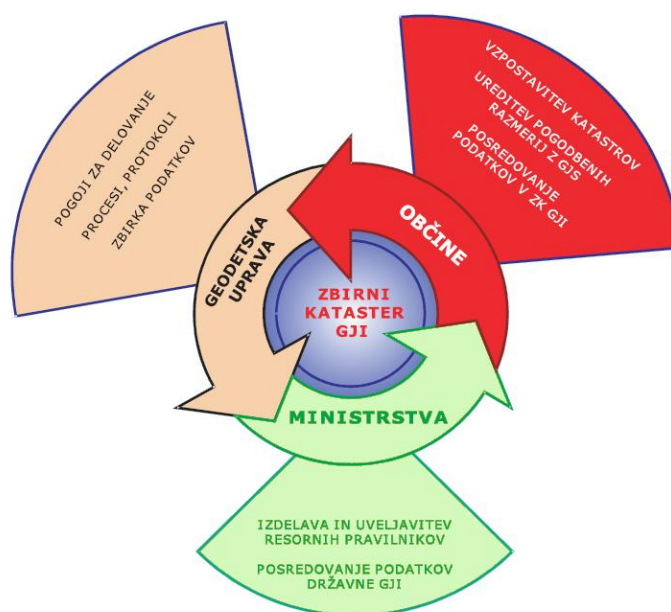 POGOJI ZA DELOVANJE
PROCESI, PROTOKOLI
ZBIRKA PODATKOV
VZPOSTAVITEV KATASTROV
UREDITEV POGODBENIH
RAZMERIJ Z GJS
POSREDOVANJE
PODATKOV V ZK GJI
GEODETSKA
UPRAVA
OBČINE
ZBIRNI
KATASTER
GJI
MINISTRSTVA
IZDELAVA IN UVELJAVITEV
RESORNIH PRAVILNIKOV
POSREDOVANJE PODATKOV
DRŽAVNE GJI